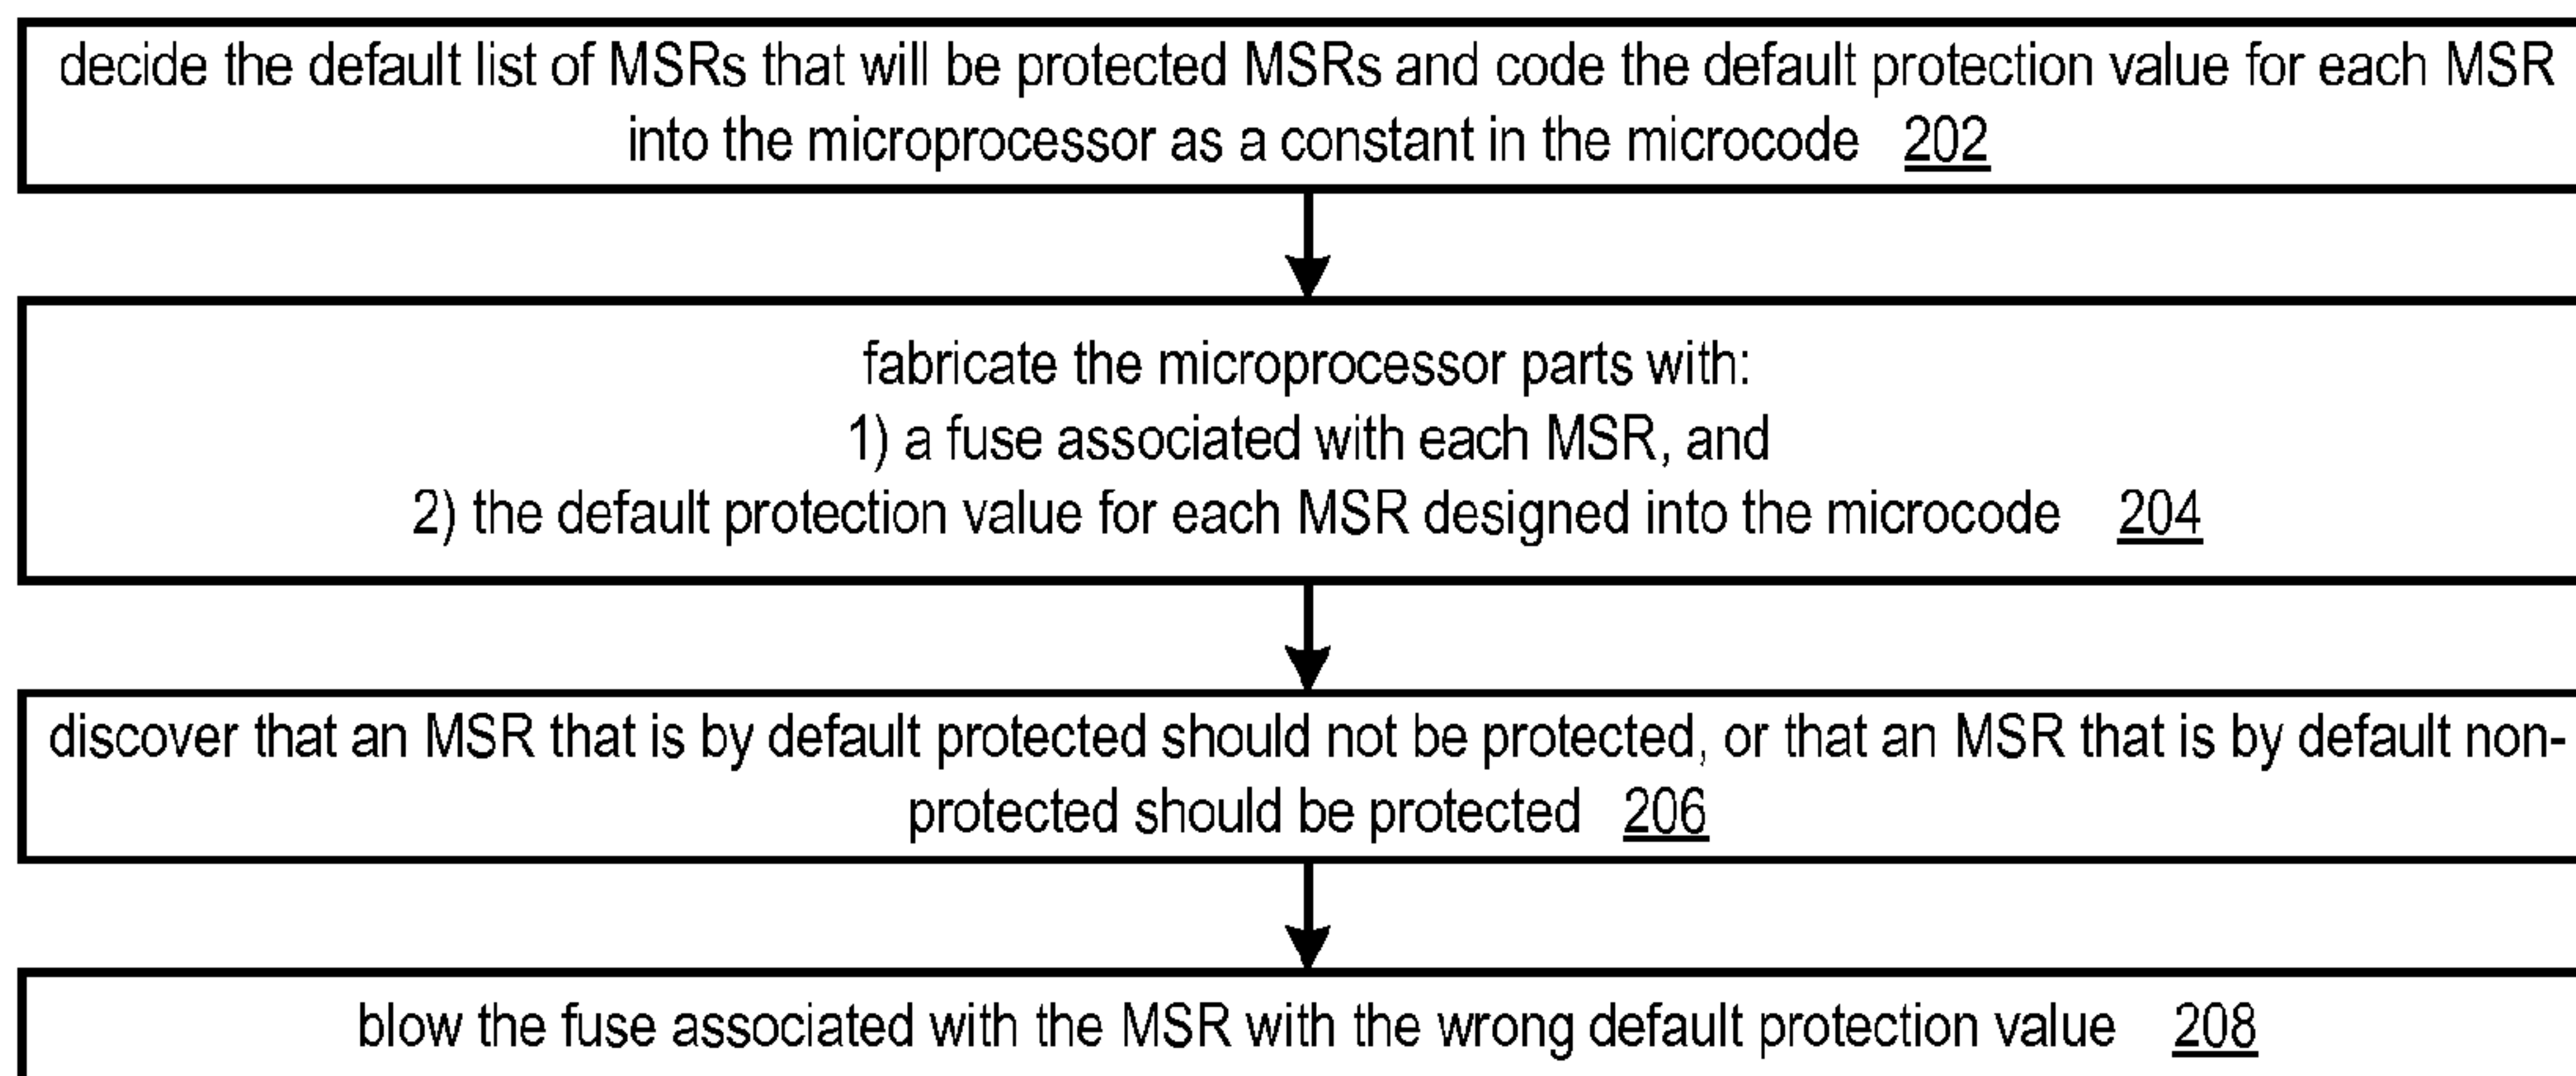 decide the default list of MSRs that will be protected MSRs and code the default protection value for each MSR
into the microprocessor as a constant in the microcode 202
fabricate the microprocessor parts with:
1) a fuse associated with each MSR, and
2) the default protection value for each MSR designed into the microcode 204
discover that an MSR that is by default protected should not be protected, or that an MSR that is by default non-
protected should be protected 206
blow the fuse associated with the MSR with the wrong default protection value 208